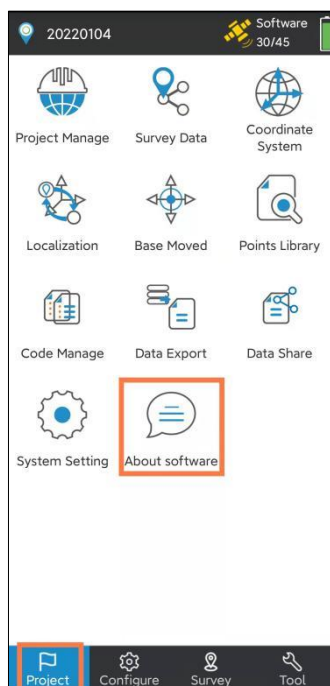 20220104
Software
30/45
Project Manage
Survey Data
Coordinate
System
Localization
Base Moved
Points Library
Code Manage
Data Export
Data Share
System Setting
About software
Project
Configure
Survey
Tool